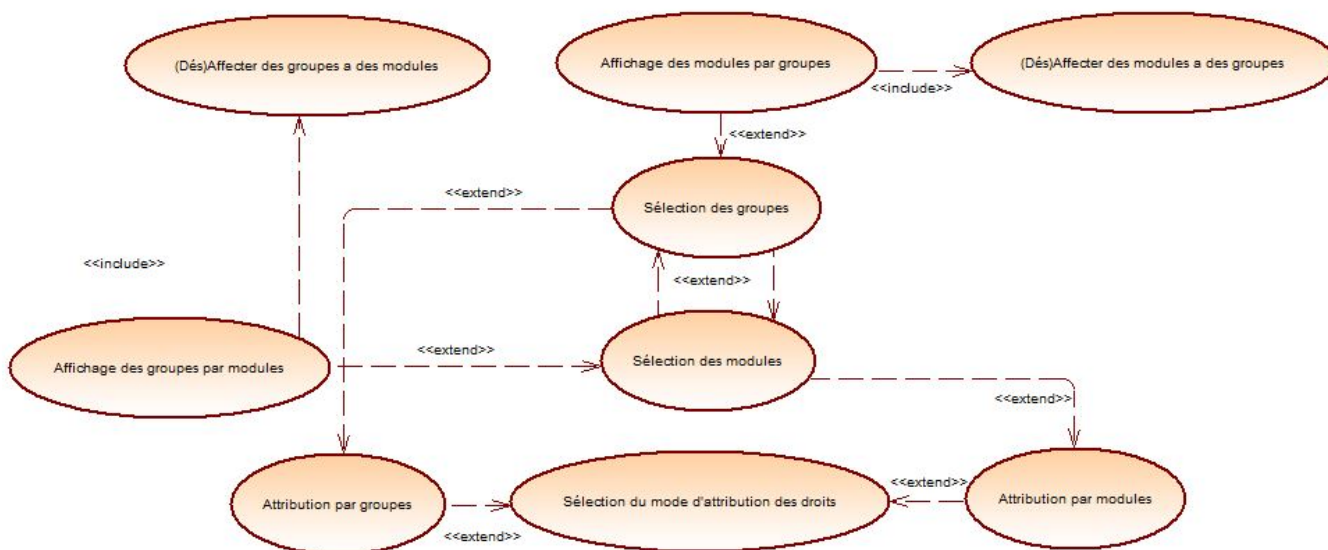 (Dés)Affecter des groupes a des modules
Affichage des modules par groupes
(Dés)Affecter des modules a des groupes
<<include>>
<<extend>>
<<extend>>
Sélection des groupes
<<include>>
<<extend>>
<<extend>>
Sélection des modules
Affichage des groupes par modules
<<extend>>
<<extend>>
Attribution par groupes
Sélection du mode d'attribution des droits
Attribution par modules
<<extend>>